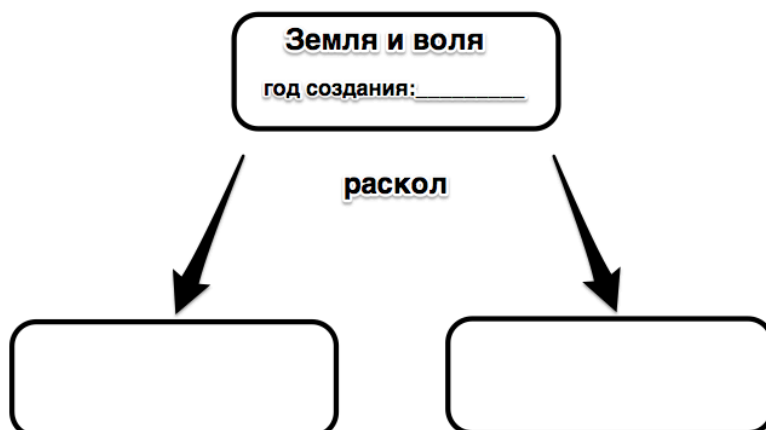 Земля и воля
год создания:_________
раскол